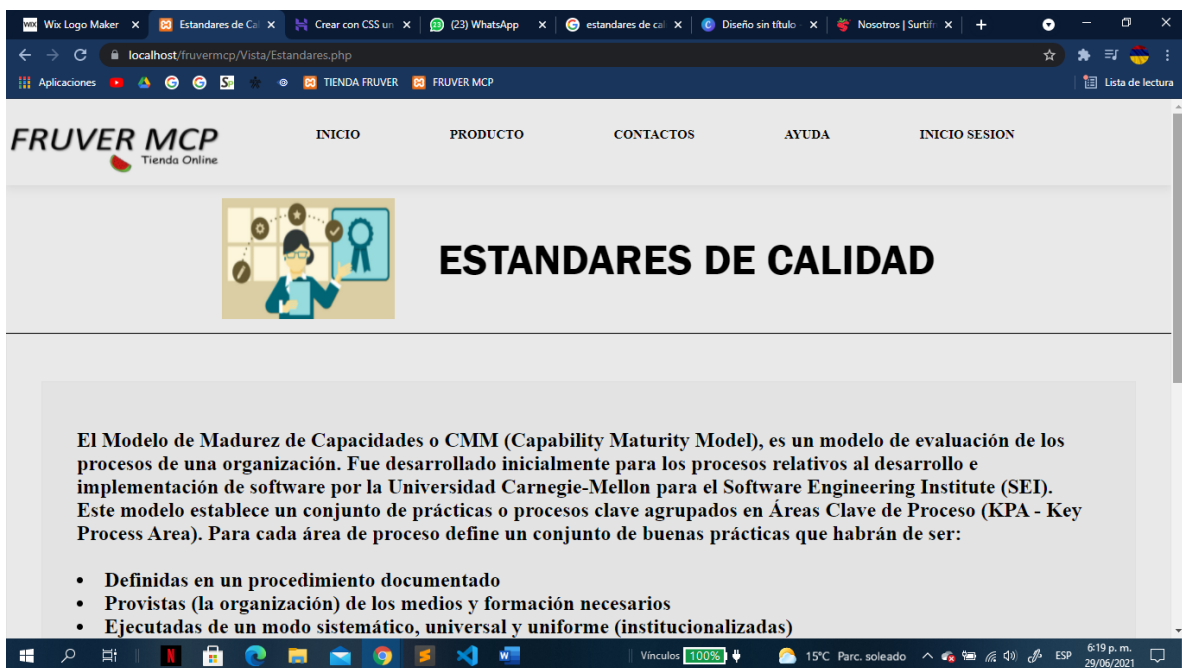 Wix Logo Maker Estandares de Cal Crear con CSS un (23) WhatsApp estandares de cal Diseño sin título - Nosotros | Surtifr
localhost/fruvermcp/Vista/Estandares.php
Aplicaciones TIENDA FRUVER FRUVER MCP Lista de lectura
FRUVER MCP
Tienda Online
INICIO PRODUCTO CONTACTOS AYUDA INICIO SESION
ESTANDARES DE CALIDAD
El Modelo de Madurez de Capacidades o CMM (Capability Maturity Model), es un modelo de evaluación de los
procesos de una organización. Fue desarrollado inicialmente para los procesos relativos al desarrollo e
implementación de software por la Universidad Carnegie-Mellon para el Software Engineering Institute (SEI).
Este modelo establece un conjunto de prácticas o procesos clave agrupados en Áreas Clave de Proceso (KPA - Key
Process Area). Para cada área de proceso define un conjunto de buenas prácticas que habrán de ser:
• Definidas en un procedimiento documentado
• Provistas (la organización) de los medios y formación necesarios
• Ejecutadas de un modo sistemático, universal y uniforme (institucionalizadas)
Vínculos 100% 15°C Parc. soleado ESP 6:19 p. m.
29/06/2021